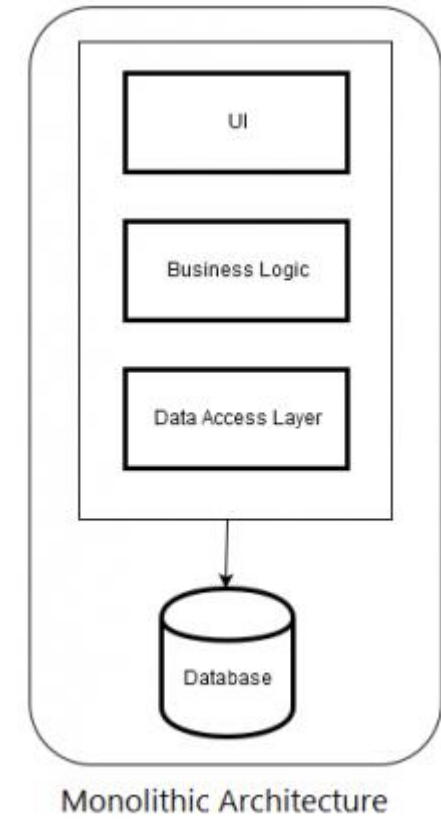 UI
Business Logic
Data Access Layer
Database
Monolithic Architecture